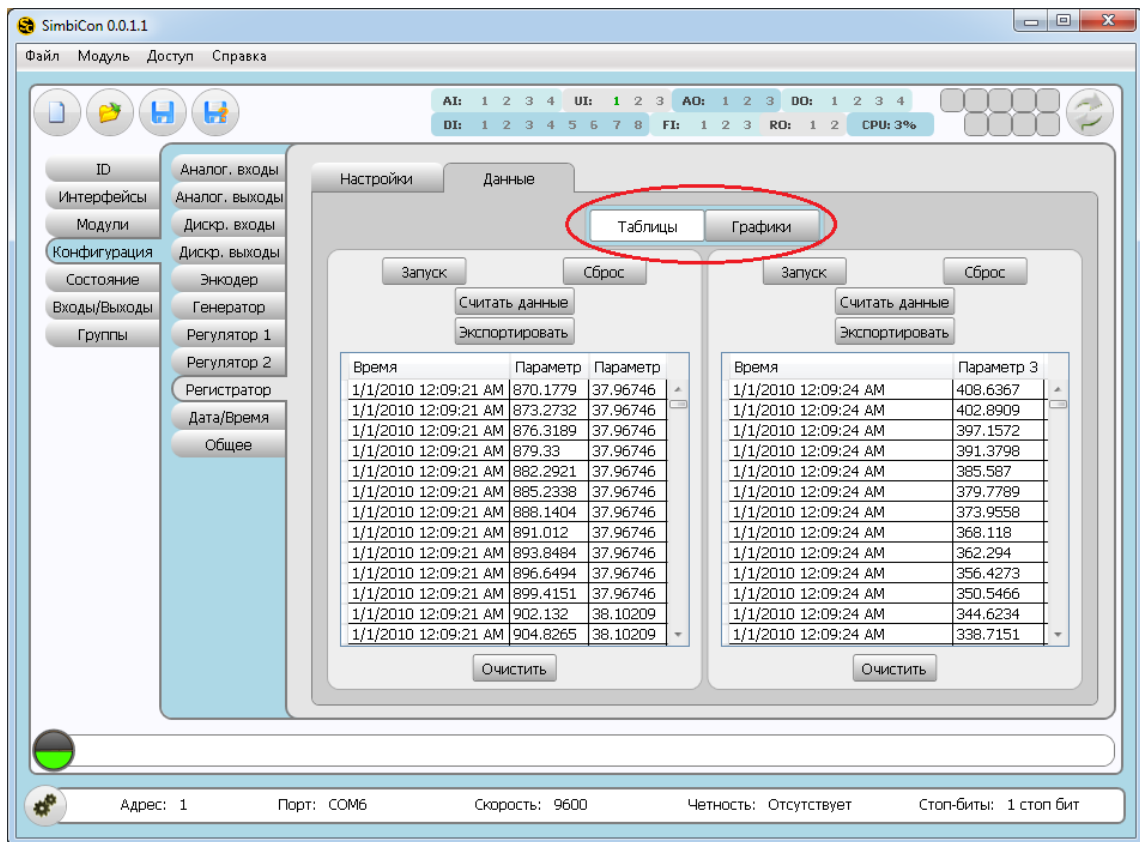 SimbiCon 0.0.1.1
Файл Модуль Доступ Справка
AI: 1 2 3 4 UI: 1 2 3 AO: 1 2 3 DO: 1 2 3 4
DI: 1 2 3 4 5 6 7 8 FI: 1 2 3 RO: 1 2 CPU: 3%
ID
Интерфейсы
Модули
Конфигурация
Состояние
Входы/Выходы
Группы
Аналог. входы
Аналог. выходы
Дискр. входы
Дискр. выходы
Энкодер
Генератор
Регулятор 1
Регулятор 2
Регистратор
Дата/Время
Общее
Настройки Данные
Таблицы Графики
Запуск Сброс
Считать данные
Экспортировать
Время Параметр Параметр
1/1/2010 12:09:21 AM 870.1779 37.96746
1/1/2010 12:09:21 AM 873.2732 37.96746
1/1/2010 12:09:21 AM 876.3189 37.96746
1/1/2010 12:09:21 AM 879.33 37.96746
1/1/2010 12:09:21 AM 882.2921 37.96746
1/1/2010 12:09:21 AM 885.2338 37.96746
1/1/2010 12:09:21 AM 888.1404 37.96746
1/1/2010 12:09:21 AM 891.012 37.96746
1/1/2010 12:09:21 AM 893.8484 37.96746
1/1/2010 12:09:21 AM 896.6494 37.96746
1/1/2010 12:09:21 AM 899.4151 37.96746
1/1/2010 12:09:21 AM 902.132 38.10209
1/1/2010 12:09:21 AM 904.8265 38.10209
Очистить
Запуск Сброс
Считать данные
Экспортировать
Время Параметр 3
1/1/2010 12:09:24 AM 408.6367
1/1/2010 12:09:24 AM 402.8909
1/1/2010 12:09:24 AM 397.1572
1/1/2010 12:09:24 AM 391.3798
1/1/2010 12:09:24 AM 385.587
1/1/2010 12:09:24 AM 379.7789
1/1/2010 12:09:24 AM 373.9558
1/1/2010 12:09:24 AM 368.118
1/1/2010 12:09:24 AM 362.294
1/1/2010 12:09:24 AM 356.4273
1/1/2010 12:09:24 AM 350.5466
1/1/2010 12:09:24 AM 344.6234
1/1/2010 12:09:24 AM 338.7151
Очистить
Адрес: 1 Порт: COM6 Скорость: 9600 Четность: Отсутствует Стоп-биты: 1 стоп бит